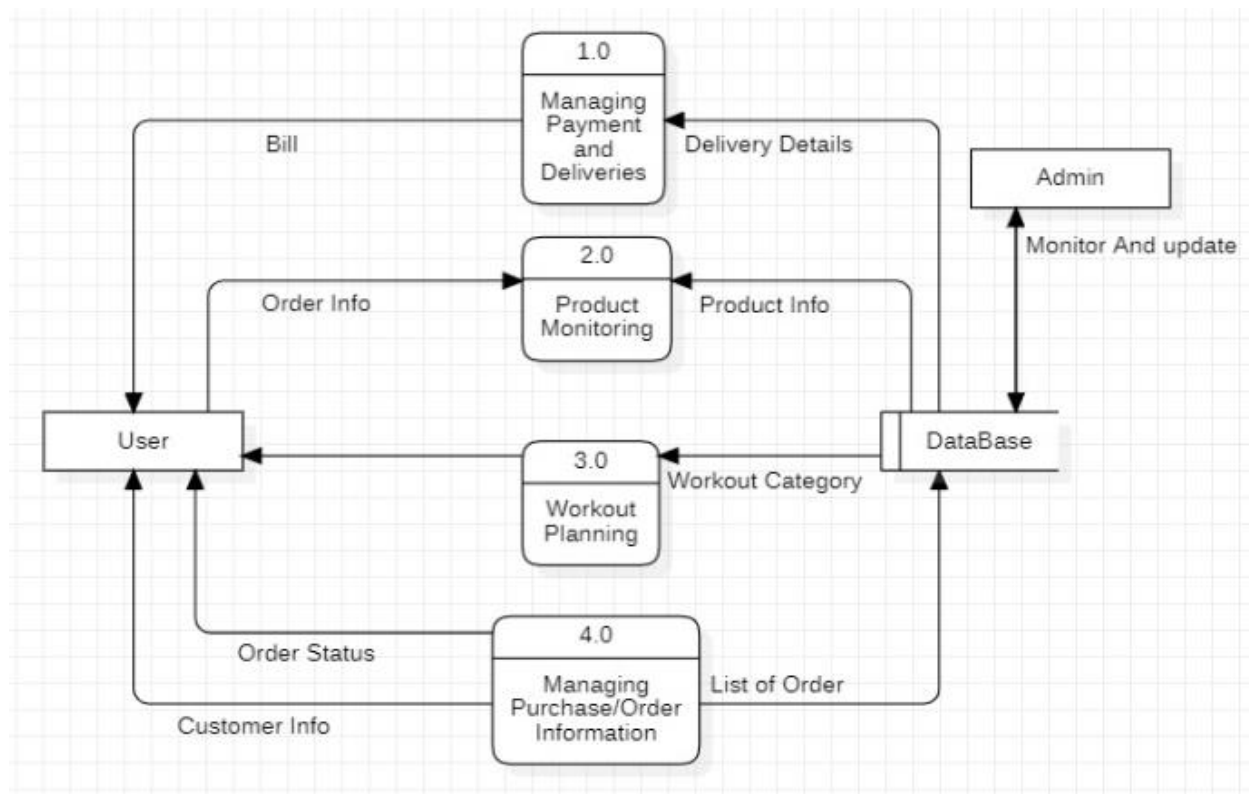 1.0
Managing
Payment
and
Deliveries
Bill
Delivery Details
Admin
Monitor And update
2.0
Product
Monitoring
Order Info
Product Info
User
DataBase
3.0
Workout
Planning
Workout Category
4.0
Managing
Purchase/Order
Information
Order Status
List of Order
Customer Info